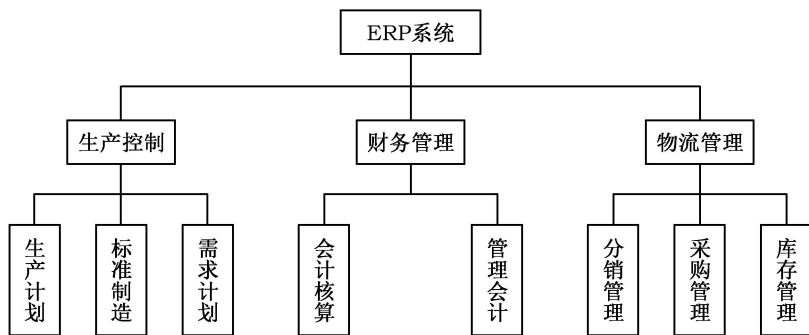 ERP系统
生产控制
财务管理
物流管理
生产计划
标准制造
需求计划
会计核算
管理会计
分销管理
采购管理
库存管理